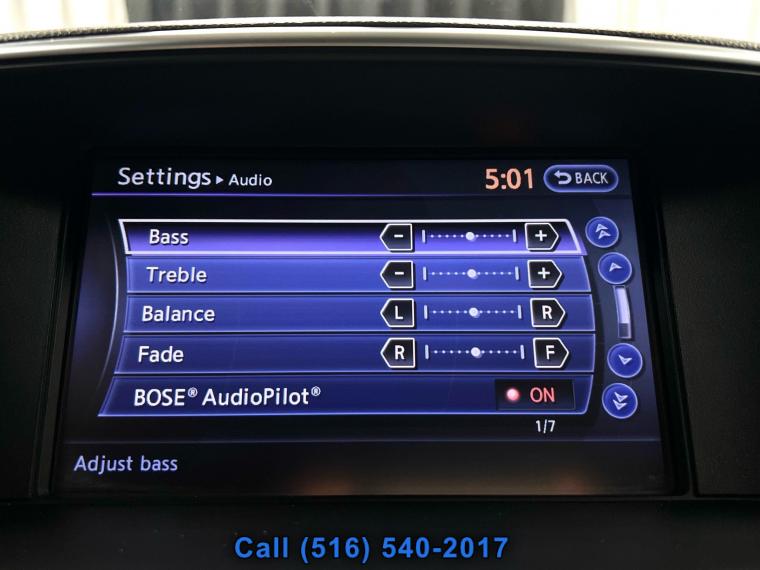 Settings ▸ Audio 5:01 BACK
Bass - +
Treble - +
Balance L R
Fade R F
BOSE® AudioPilot® ON
1/7
Adjust bass
Call (516) 540-2017